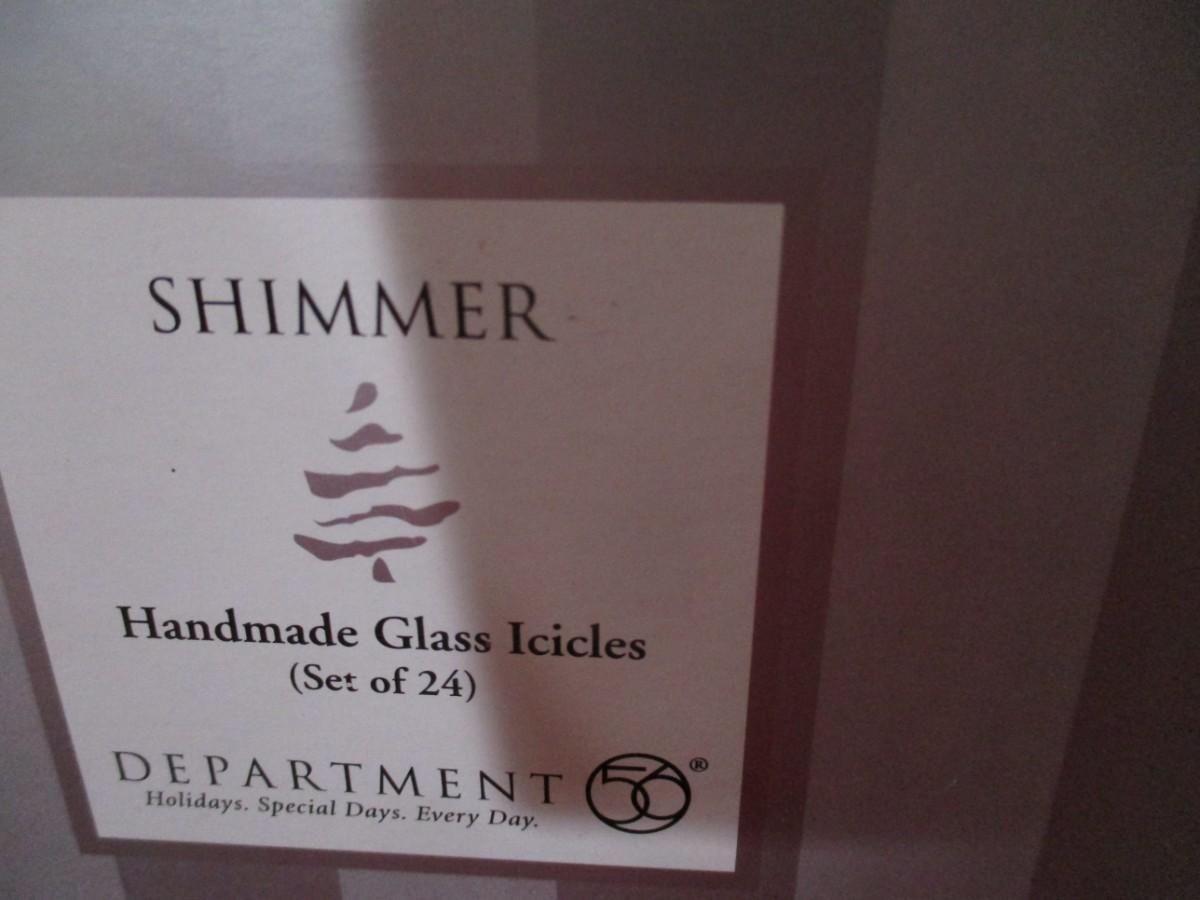 SHIMMER
Handmade Glass Icicles
(Set of 24)
DEPARTMENT 56®
Holidays. Special Days. Every Day.